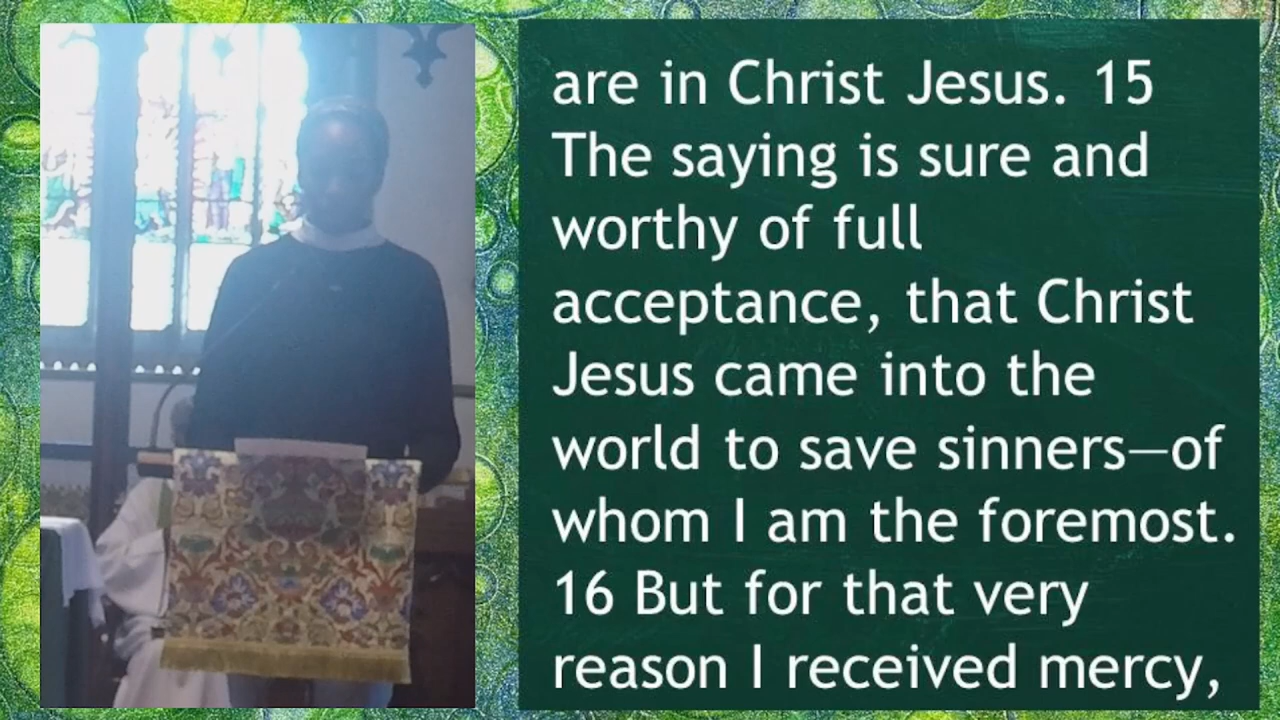 are in Christ Jesus. 15
The saying is sure and
worthy of full
acceptance, that Christ
Jesus came into the
world to save sinners—of
whom I am the foremost.
16 But for that very
reason I received mercy,